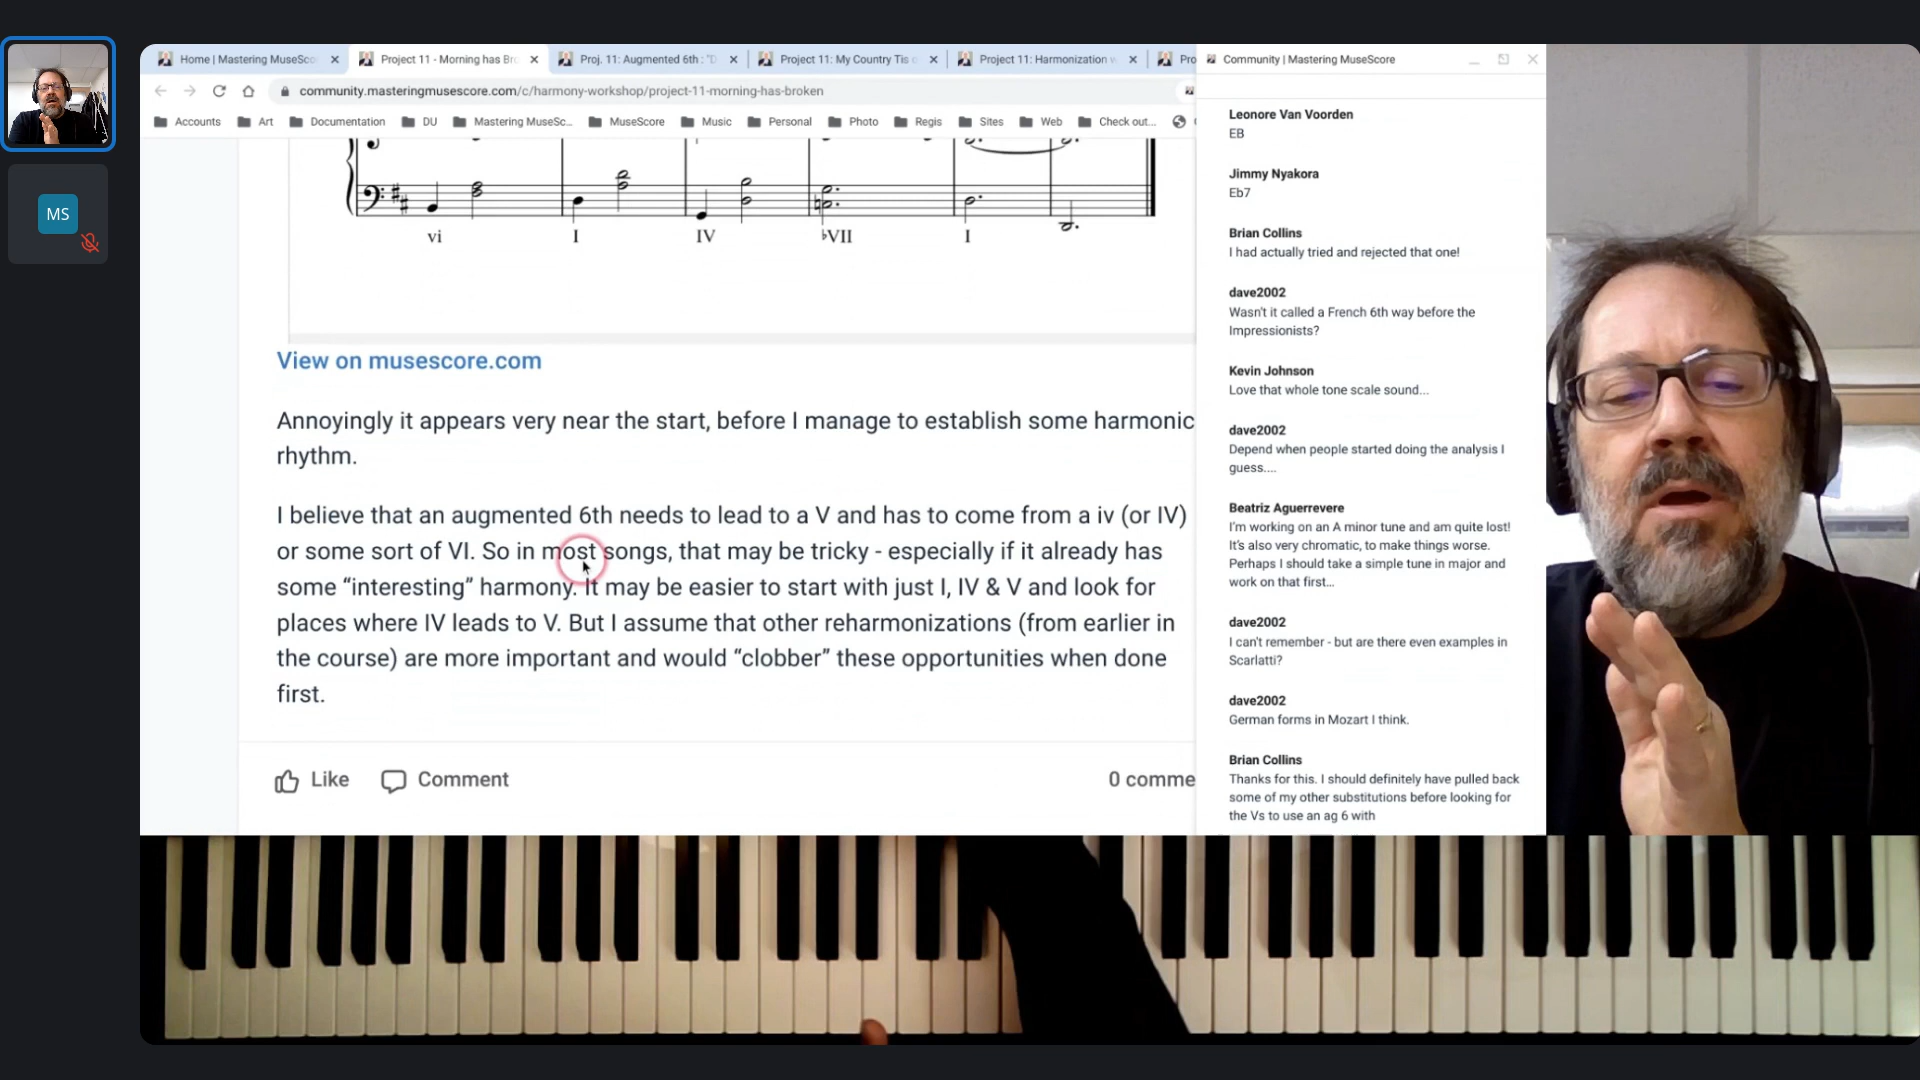 MS
Home | Mastering MuseSco
Project 11 - Morning has Br
Proj. 11: Augmented 6th : "D
Project 11: My Country Tis o
Project 11: Harmonization w
Pro
community.masteringmusescore.com/c/harmony-workshop/project-11-morning-has-broken
Accounts
Art
Documentation
DU
Mastering MuseSc...
MuseScore
Music
Personal
Photo
Regis
Sites
Web
Check out...
vi I IV ♭VII I
View on musescore.com
Annoyingly it appears very near the start, before I manage to establish some harmonic
rhythm.
I believe that an augmented 6th needs to lead to a V and has to come from a iv (or IV)
or some sort of VI. So in most songs, that may be tricky - especially if it already has
some “interesting” harmony. It may be easier to start with just I, IV & V and look for
places where IV leads to V. But I assume that other reharmonizations (from earlier in
the course) are more important and would “clobber” these opportunities when done
first.
Like
Comment
0 comme
Community | Mastering MuseScore
Leonore Van Voorden
EB
Jimmy Nyakora
Eb7
Brian Collins
I had actually tried and rejected that one!
dave2002
Wasn't it called a French 6th way before the
Impressionists?
Kevin Johnson
Love that whole tone scale sound...
dave2002
Depend when people started doing the analysis I
guess....
Beatriz Aguerrevere
I'm working on an A minor tune and am quite lost!
It's also very chromatic, to make things worse.
Perhaps I should take a simple tune in major and
work on that first...
dave2002
I can't remember - but are there even examples in
Scarlatti?
dave2002
German forms in Mozart I think.
Brian Collins
Thanks for this. I should definitely have pulled back
some of my other substitutions before looking for
the Vs to use an ag 6 with